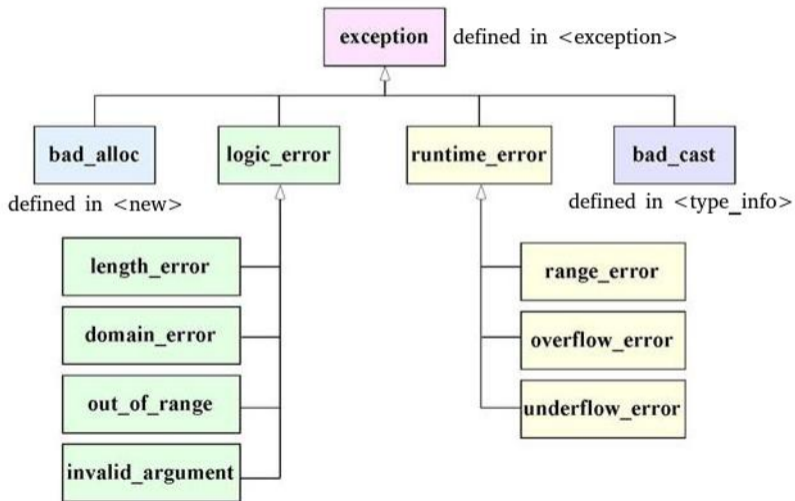 exception defined in <exception>
bad_alloc logic_error runtime_error bad_cast
defined in <new> defined in <type_info>
length_error
domain_error
out_of_range
invalid_argument
range_error
overflow_error
underflow_error